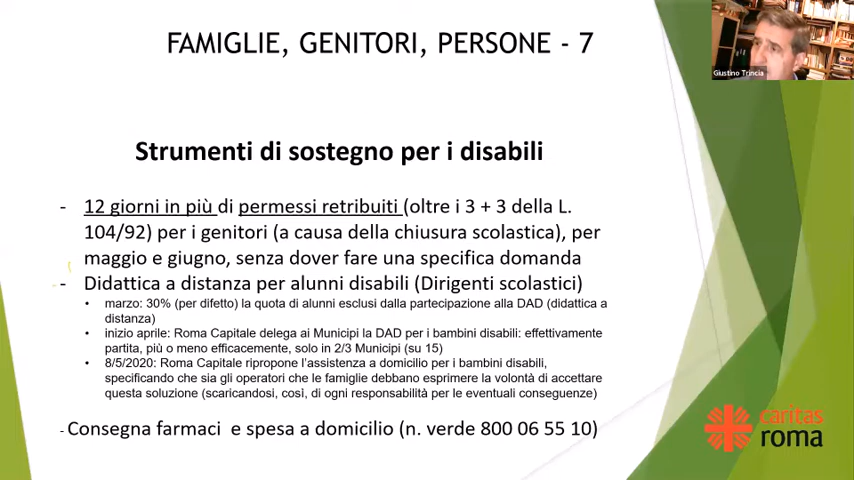 FAMIGLIE, GENITORI, PERSONE - 7
Giustino Trincia
Strumenti di sostegno per i disabili
- 12 giorni in più di permessi retribuiti (oltre i 3 + 3 della L.
104/92) per i genitori (a causa della chiusura scolastica), per
maggio e giugno, senza dover fare una specifica domanda
- Didattica a distanza per alunni disabili (Dirigenti scolastici)
• marzo: 30% (per difetto) la quota di alunni esclusi dalla partecipazione alla DAD (didattica a
distanza)
• inizio aprile: Roma Capitale delega ai Municipi la DAD per i bambini disabili: effettivamente
partita, più o meno efficacemente, solo in 2/3 Municipi (su 15)
• 8/5/2020: Roma Capitale ripropone l'assistenza a domicilio per i bambini disabili,
specificando che sia gli operatori che le famiglie debbano esprimere la volontà di accettare
questa soluzione (scaricandosi, così, di ogni responsabilità per le eventuali conseguenze)
- Consegna farmaci e spesa a domicilio (n. verde 800 06 55 10)
caritas
roma